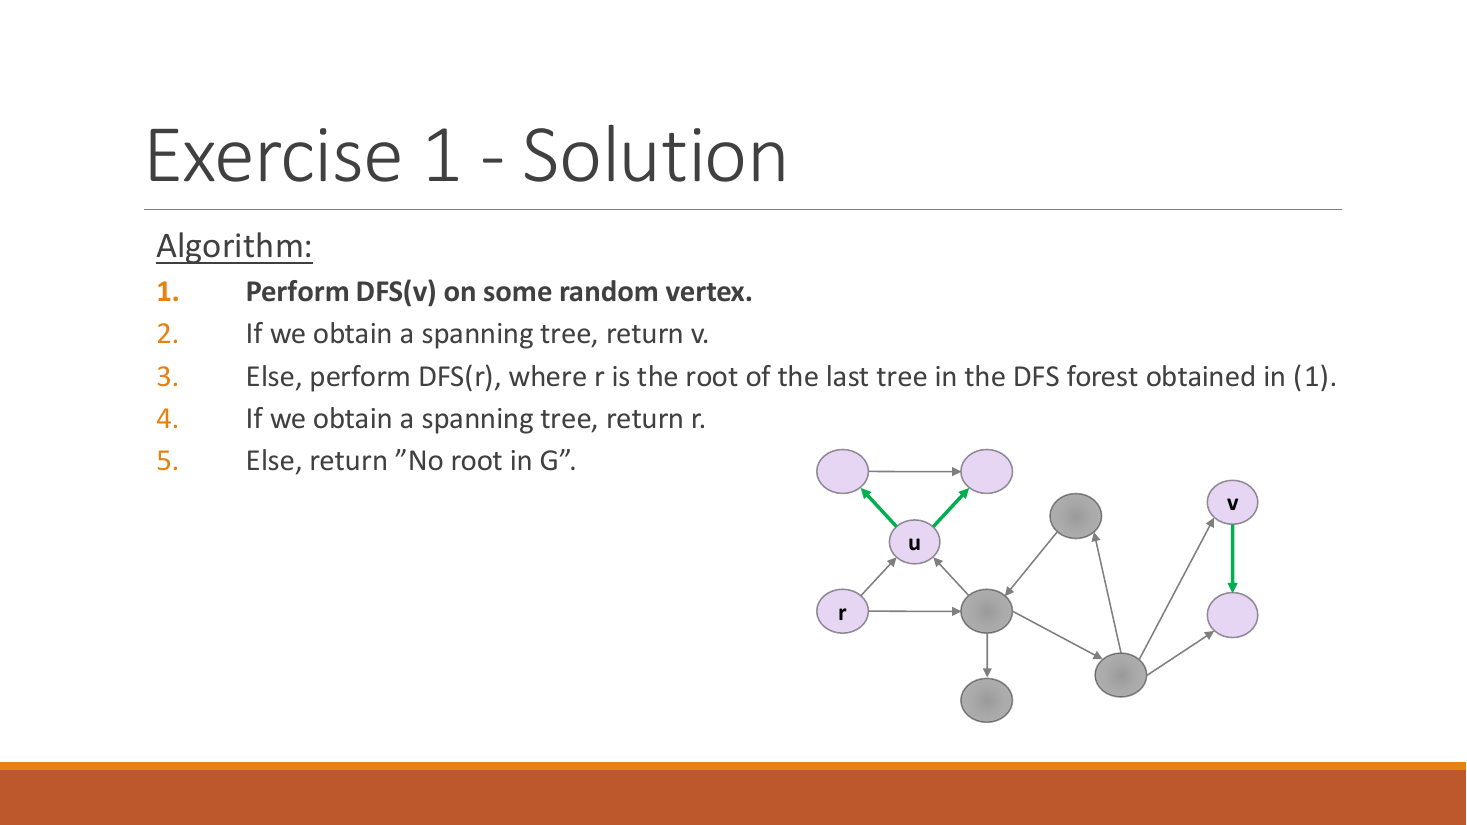 Exercise 1 - Solution
Algorithm:
1. Perform DFS(v) on some random vertex.
2. If we obtain a spanning tree, return v.
3. Else, perform DFS(r), where r is the root of the last tree in the DFS forest obtained in (1).
4. If we obtain a spanning tree, return r.
5. Else, return ”No root in G”.
v
u
r